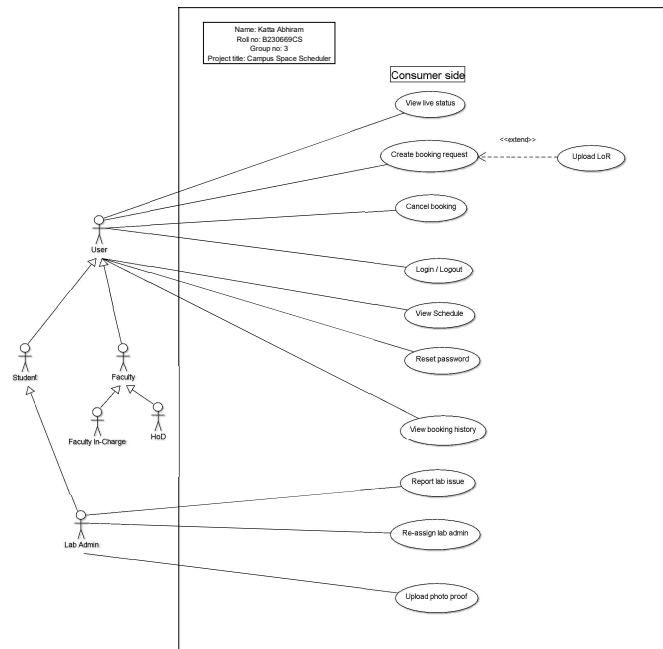 Name: Katta Abhiram
Roll no: B230669CS
Group no: 3
Project title: Campus Space Scheduler
Consumer side
View live status
<<extend>>
Create booking request
Upload LoR
Cancel booking
User
Login / Logout
View Schedule
Reset password
Student
Faculty
Faculty In-Charge
HoD
View booking history
Report lab issue
Re-assign lab admin
Lab Admin
Upload photo proof